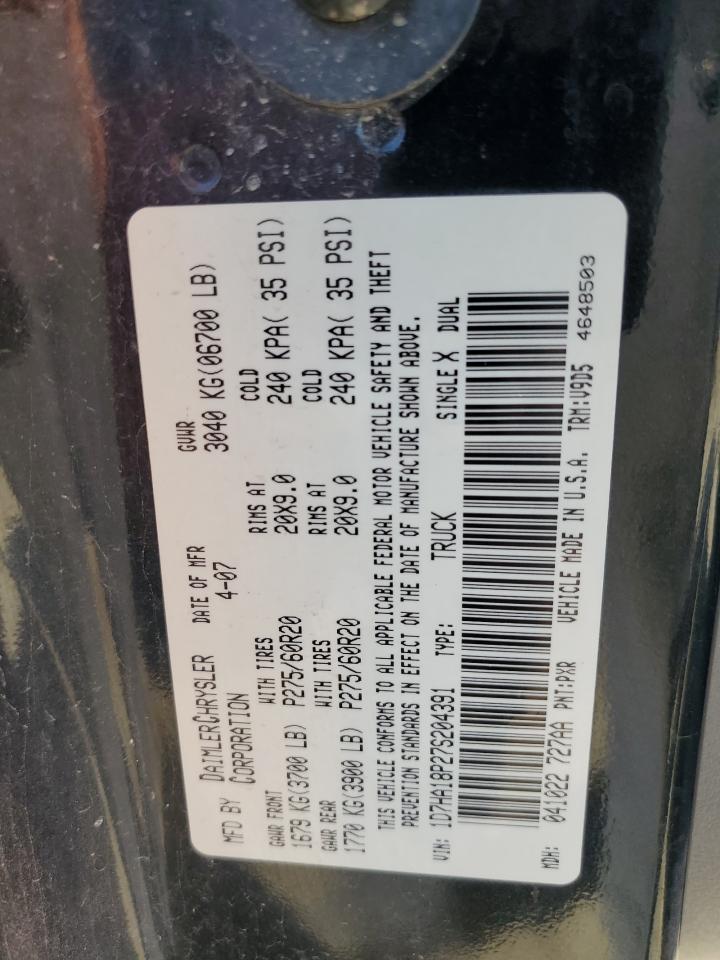 MFD BY DAIMLERCHRYSLER CORPORATION
DATE OF MFR 4-07
GVWR 3040 KG(06700 LB)
GAWR FRONT WITH TIRES RIMS AT COLD
1679 KG(3700 LB) P275/60R20 20X9.0 240 KPA( 35 PSI)
GAWR REAR WITH TIRES RIMS AT COLD
1770 KG(3900 LB) P275/60R20 20X9.0 240 KPA( 35 PSI)
THIS VEHICLE CONFORMS TO ALL APPLICABLE FEDERAL MOTOR VEHICLE SAFETY AND THEFT
PREVENTION STANDARDS IN EFFECT ON THE DATE OF MANUFACTURE SHOWN ABOVE.
VIN: 1D7HA18P27S204391 TYPE: TRUCK SINGLE X DUAL
MDH: 041022 727AA PNT:PXR VEHICLE MADE IN U.S.A. TRM:V9D5 4648503